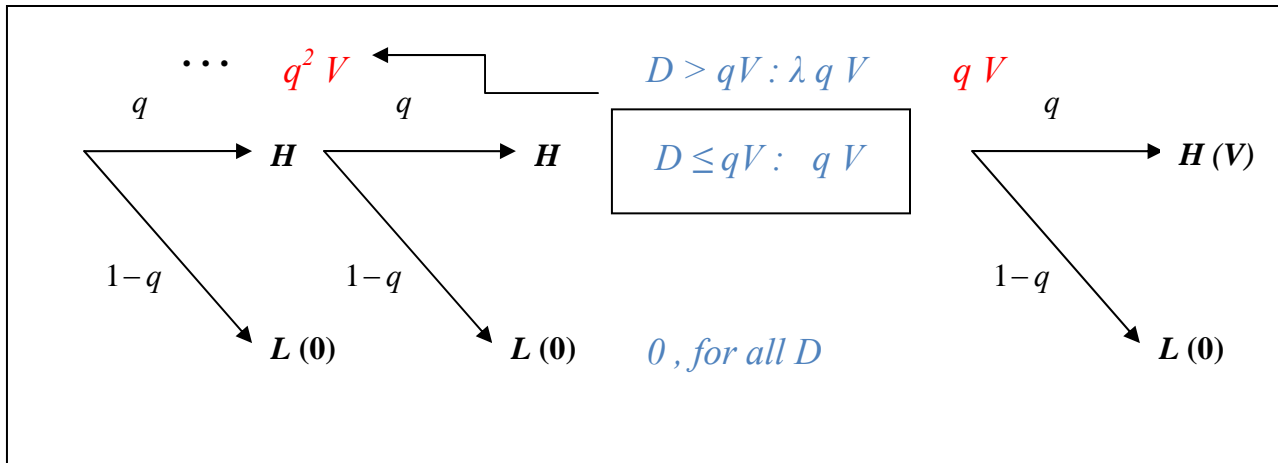 ... q² V D > qV : λ q V q V
q q q
H H D ≤ qV : q V H (V)
1−q 1−q 1−q
L (0) L (0) 0 , for all D L (0)